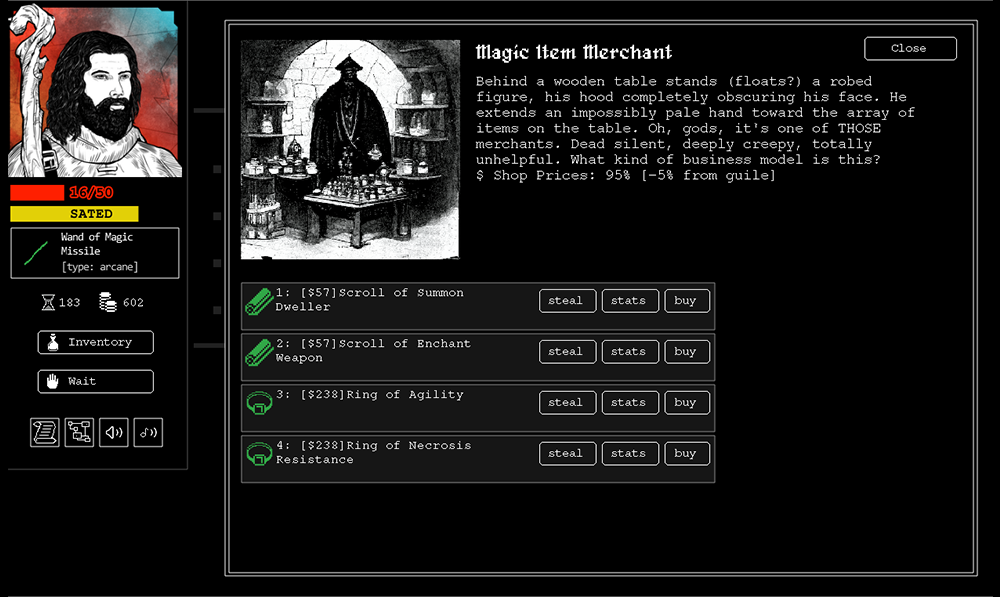 16/50
SATED
Wand of Magic
Missile
[type: arcane]
183
602
Inventory
Wait
Magic Item Merchant
Close
Behind a wooden table stands (floats?) a robed
figure, his hood completely obscuring his face. He
extends an impossibly pale hand toward the array of
items on the table. Oh, gods, it's one of THOSE
merchants. Dead silent, deeply creepy, totally
unhelpful. What kind of business model is this?
$ Shop Prices: 95% [-5% from guile]
1: [$57]Scroll of Summon
Dweller
steal
stats
buy
2: [$57]Scroll of Enchant
Weapon
steal
stats
buy
3: [$238]Ring of Agility
steal
stats
buy
4: [$238]Ring of Necrosis
Resistance
steal
stats
buy